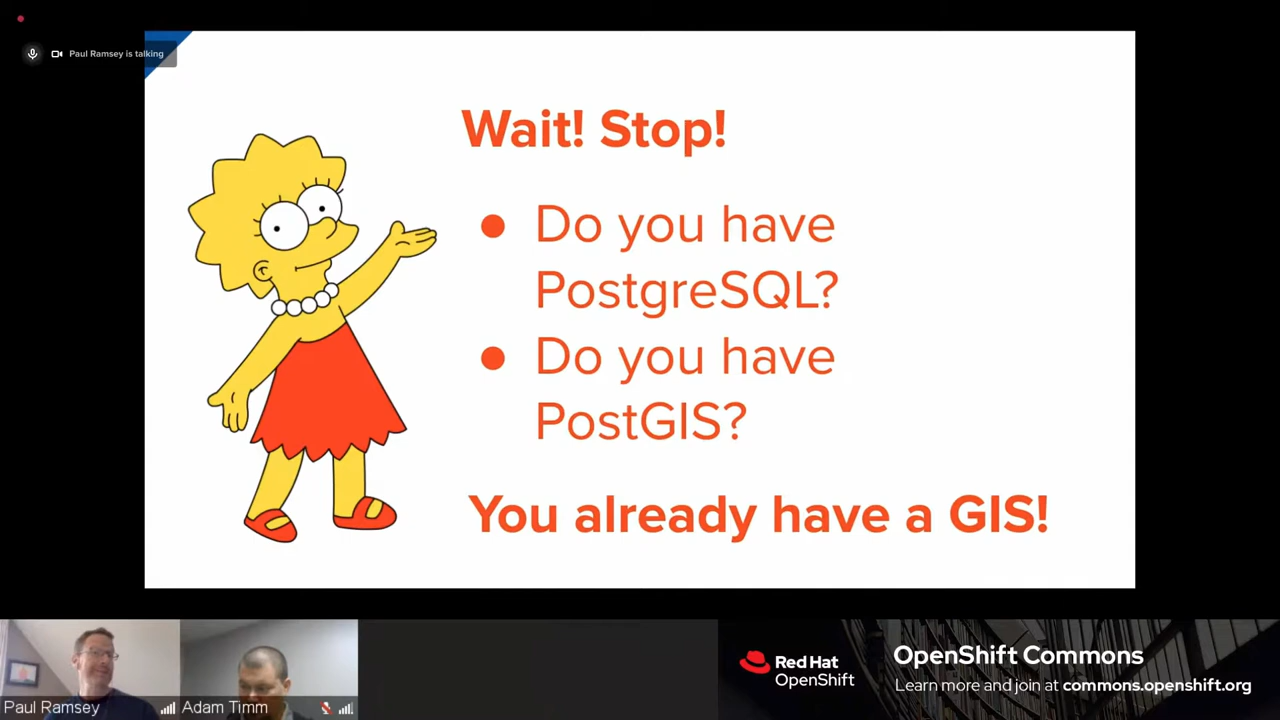 Paul Ramsey is talking
Wait! Stop!
● Do you have
PostgreSQL?
● Do you have
PostGIS?
You already have a GIS!
Paul Ramsey
Adam Timm
Red Hat
OpenShift
OpenShift Commons
Learn more and join at commons.openshift.org